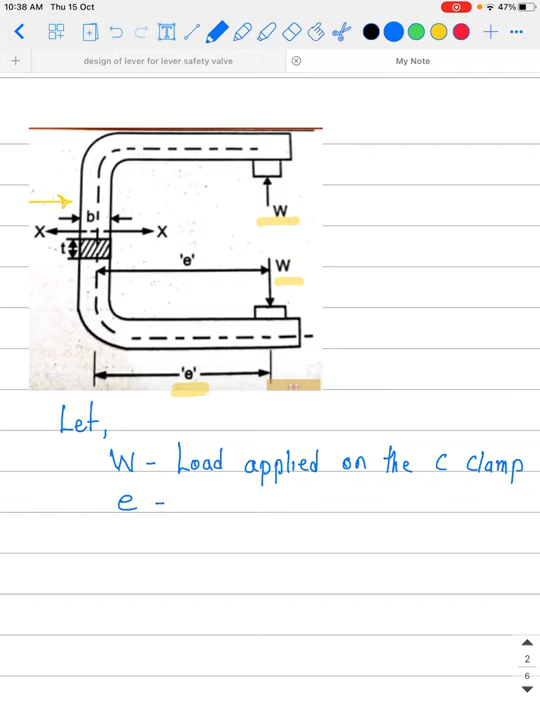 10:38 AM Thu 15 Oct
47%
design of lever for lever safety valve
My Note
b
X
X
t
W
'e'
W
'e'
Let,
W - Load applied on the C clamp
e -
2
6